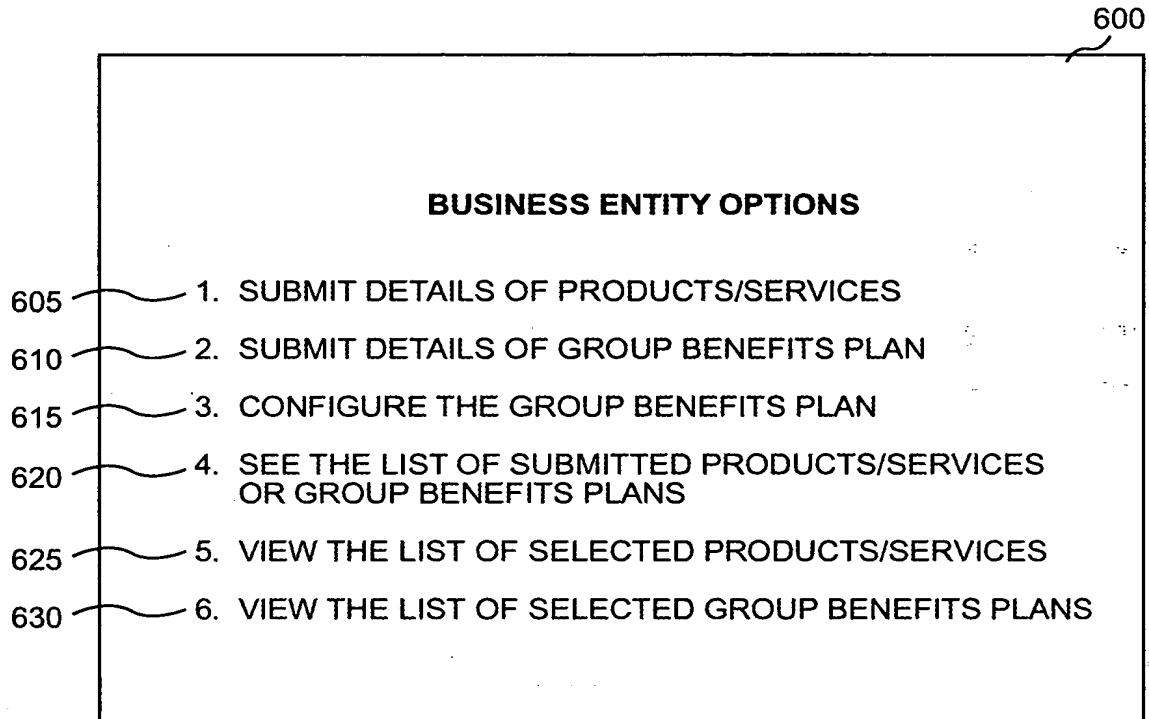 600
BUSINESS ENTITY OPTIONS
605 1. SUBMIT DETAILS OF PRODUCTS/SERVICES
610 2. SUBMIT DETAILS OF GROUP BENEFITS PLAN
615 3. CONFIGURE THE GROUP BENEFITS PLAN
620 4. SEE THE LIST OF SUBMITTED PRODUCTS/SERVICES
OR GROUP BENEFITS PLANS
625 5. VIEW THE LIST OF SELECTED PRODUCTS/SERVICES
630 6. VIEW THE LIST OF SELECTED GROUP BENEFITS PLANS